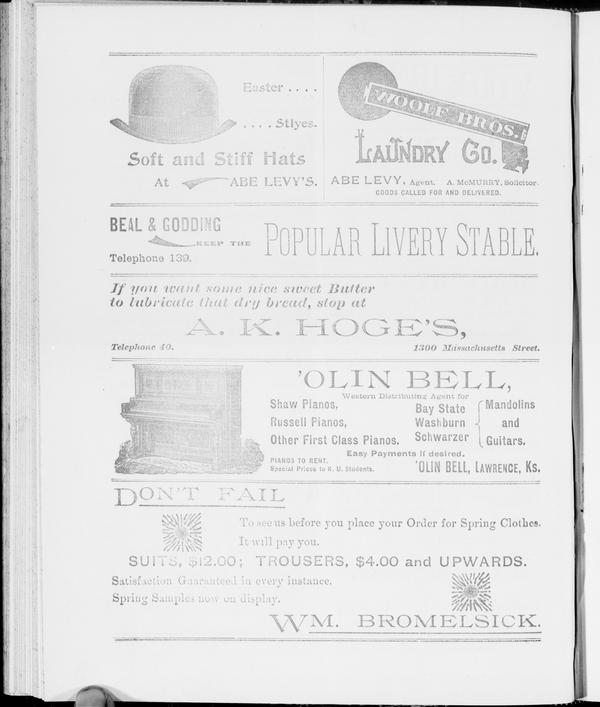 Easter . . . .
. . . . Stlyes.
Soft and Stiff Hats
At ABE LEVY'S.
WOOLF BROS.
LAUNDRY CO.
ABE LEVY, Agent. A. McMURRY, Solicitor.
GOODS CALLED FOR AND DELIVERED.
BEAL & GODDING
KEEP THE
Telephone 139.
POPULAR LIVERY STABLE.
If you want some nice sweet Butter
to lubricate that dry bread, stop at
A. K. HOGE'S,
Telephone 40. 1300 Massachusetts Street.
'OLIN BELL,
Western Distributing Agent for
Shaw Pianos,
Russell Pianos,
Other First Class Pianos.
Bay State
Washburn
Schwarzer
Mandolins
and
Guitars.
Easy Payments if desired.
PIANOS TO RENT.
Special Prices to K. U. Students.
'OLIN BELL, LAWRENCE, KS.
DON'T FAIL
To see us before you place your Order for Spring Clothes.
It will pay you.
SUITS, $12.00; TROUSERS, $4.00 and UPWARDS.
Satisfaction Guaranteed in every instance.
Spring Samples now on display.
WM. BROMELSICK.